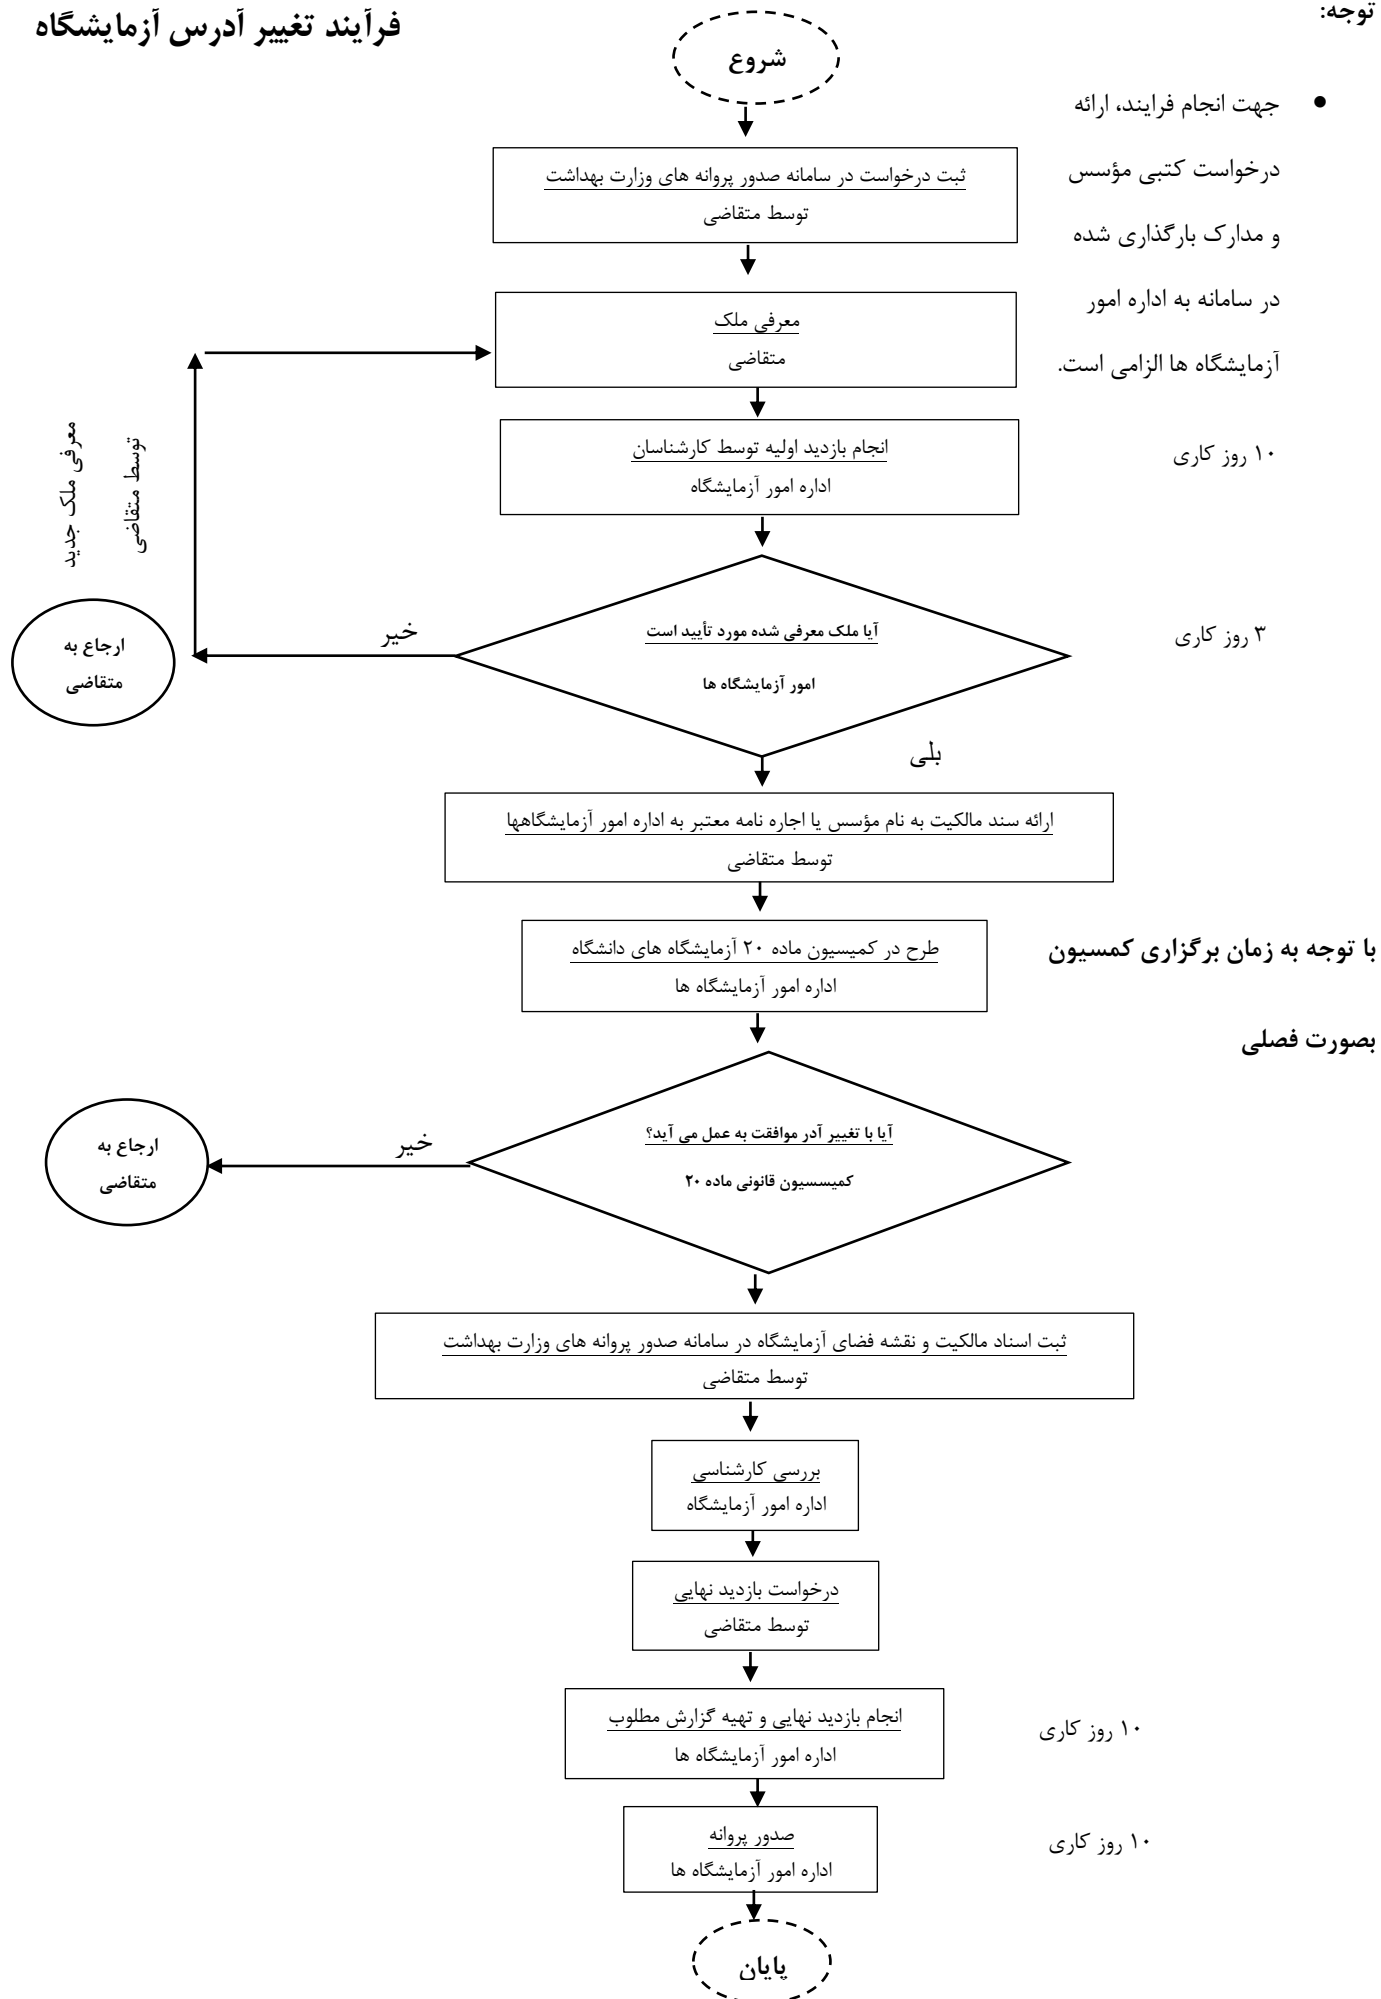 فرآیند تغییر آدرس آزمایشگاه
توجه:
• جهت انجام فرایند، ارائه
درخواست کتبی مؤسس
و مدارک بارگذاری شده
در سامانه به اداره امور
آزمایشگاه ها الزامی است.
شروع
ثبت درخواست در سامانه صدور پروانه های وزارت بهداشت
توسط متقاضی
معرفی ملک
متقاضی
انجام بازدید اولیه توسط کارشناسان
اداره امور آزمایشگاه
۱۰ روز کاری
آیا ملک معرفی شده مورد تأیید است
امور آزمایشگاه ها
۳ روز کاری
خیر
ارجاع به
متقاضی
معرفی ملک جدید
توسط متقاضی
بلی
ارائه سند مالکیت به نام مؤسس یا اجاره نامه معتبر به اداره امور آزمایشگاهها
توسط متقاضی
طرح در کمیسیون ماده ۲۰ آزمایشگاه های دانشگاه
اداره امور آزمایشگاه ها
با توجه به زمان برگزاری کمسیون
بصورت فصلی
آیا با تغییر آدر موافقت به عمل می آید؟
کمیسسیون قانونی ماده ۲۰
خیر
ارجاع به
متقاضی
ثبت اسناد مالکیت و نقشه فضای آزمایشگاه در سامانه صدور پروانه های وزارت بهداشت
توسط متقاضی
بررسی کارشناسی
اداره امور آزمایشگاه
درخواست بازدید نهایی
توسط متقاضی
انجام بازدید نهایی و تهیه گزارش مطلوب
اداره امور آزمایشگاه ها
۱۰ روز کاری
صدور پروانه
اداره امور آزمایشگاه ها
۱۰ روز کاری
پایان